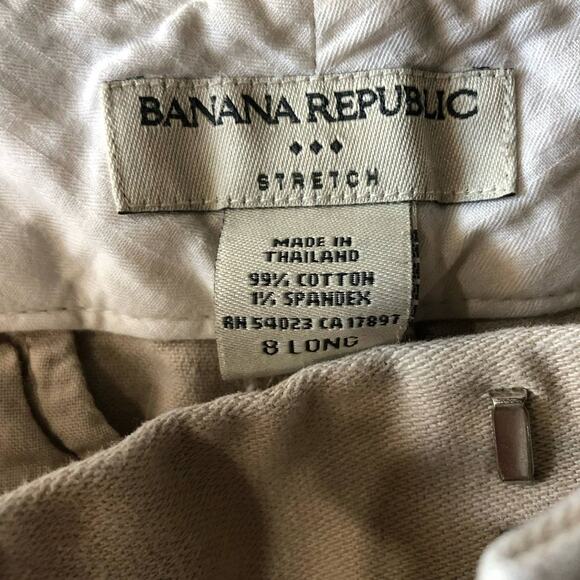 BANANA REPUBLIC
STRETCH
MADE IN
THAILAND
99% COTTON
1% SPANDEX
RN 54023 CA 17897
8 LONG